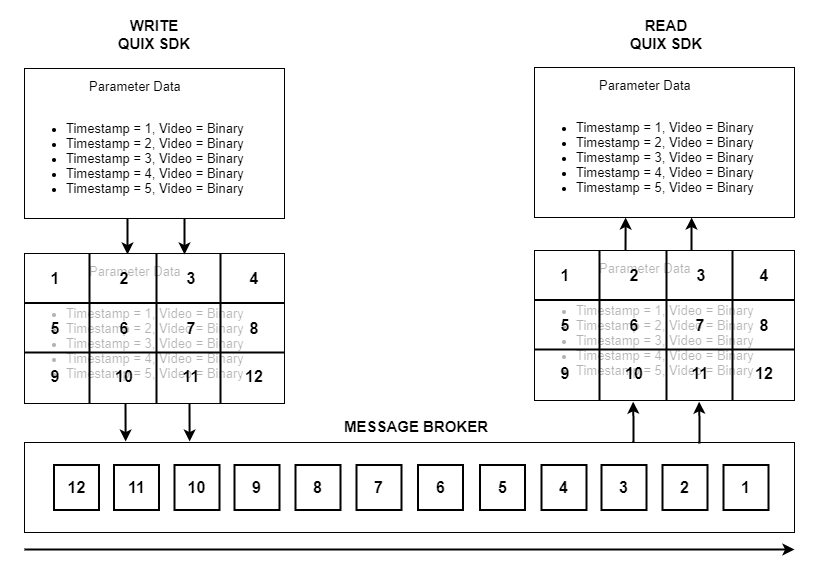 WRITE
QUIX SDK
Parameter Data
• Timestamp = 1, Video = Binary
• Timestamp = 2, Video = Binary
• Timestamp = 3, Video = Binary
• Timestamp = 4, Video = Binary
• Timestamp = 5, Video = Binary
Parameter Data
1 2 3 4
• Timestamp = 1, Video = Binary
• Timestamp = 2, Video = Binary
5 6 7 8
• Timestamp = 3, Video = Binary
• Timestamp = 4, Video = Binary
• Timestamp = 5, Video = Binary
9 10 11 12
READ
QUIX SDK
Parameter Data
• Timestamp = 1, Video = Binary
• Timestamp = 2, Video = Binary
• Timestamp = 3, Video = Binary
• Timestamp = 4, Video = Binary
• Timestamp = 5, Video = Binary
Parameter Data
1 2 3 4
• Timestamp = 1, Video = Binary
• Timestamp = 2, Video = Binary
5 6 7 8
• Timestamp = 3, Video = Binary
• Timestamp = 4, Video = Binary
• Timestamp = 5, Video = Binary
9 10 11 12
MESSAGE BROKER
12 11 10 9 8 7 6 5 4 3 2 1